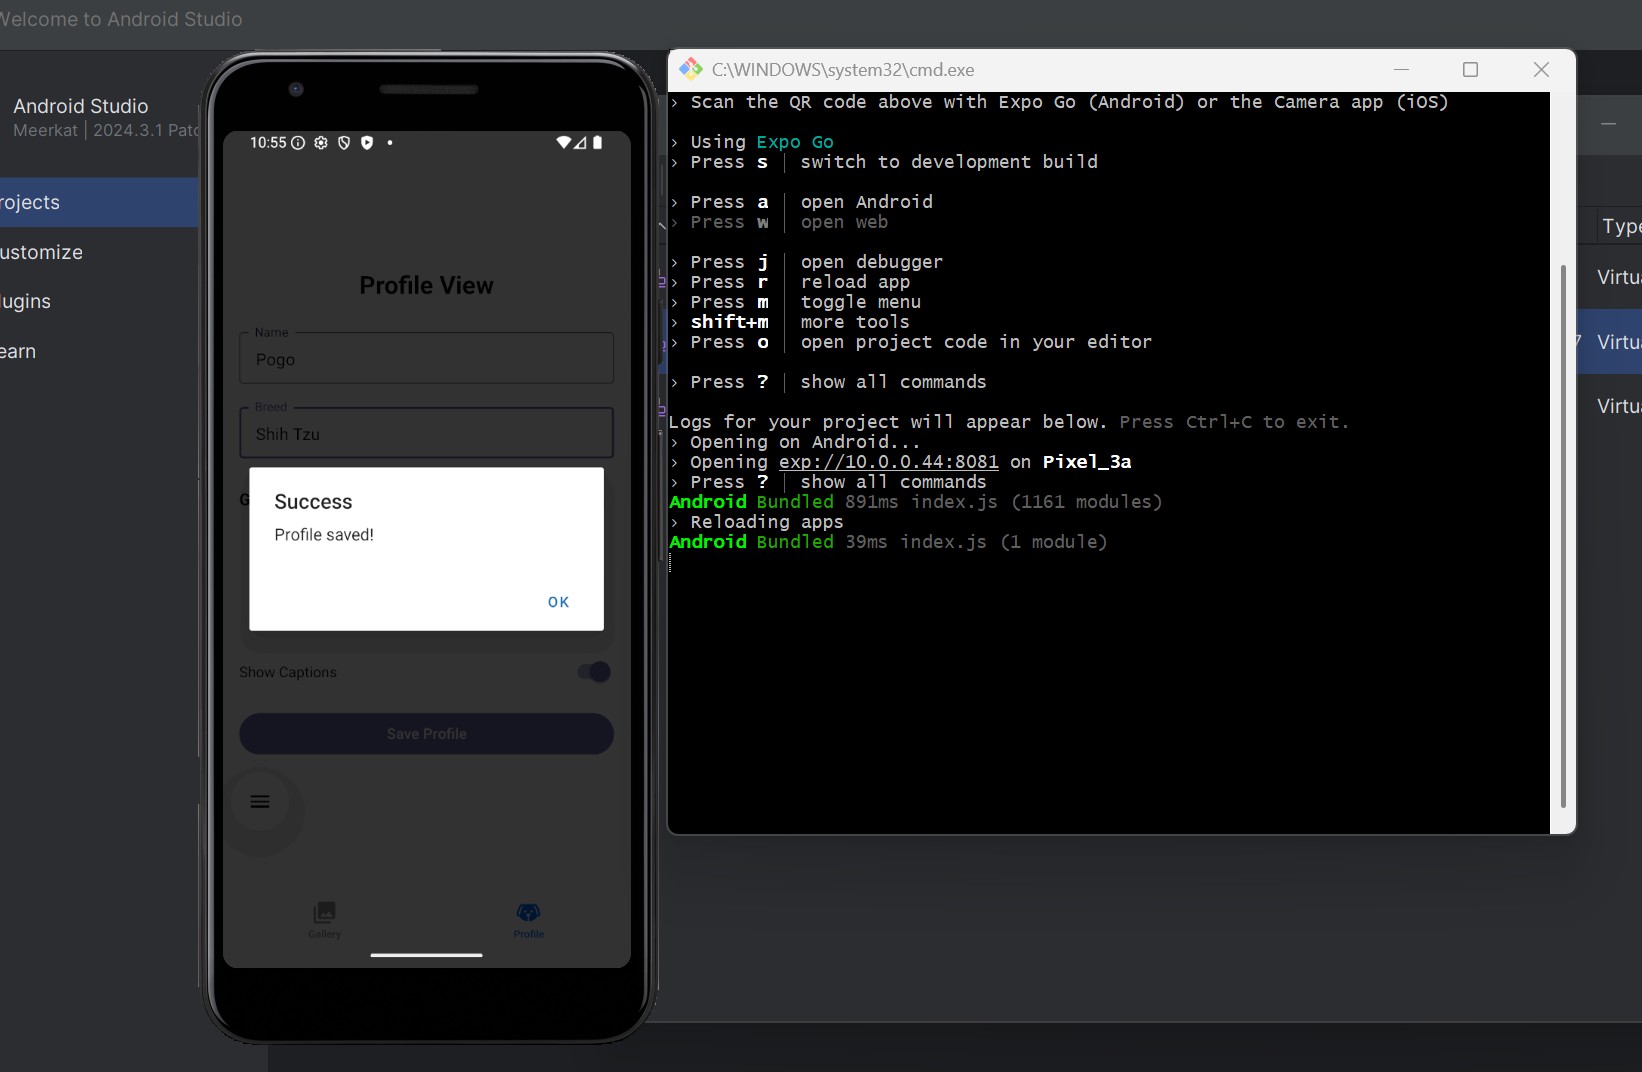 Welcome to Android Studio
Android Studio
Meerkat | 2024.3.1 Patc
rojects
ustomize
lugins
earn
10:55
Profile View
Name
Pogo
Breed
Shih Tzu
G
Success
Profile saved!
OK
Show Captions
Save Profile
Gallery
Profile
C:\WINDOWS\system32\cmd.exe
› Scan the QR code above with Expo Go (Android) or the Camera app (iOS)
› Using Expo Go
› Press s │ switch to development build
› Press a │ open Android
› Press w │ open web
› Press j │ open debugger
› Press r │ reload app
› Press m │ toggle menu
› shift+m │ more tools
› Press o │ open project code in your editor
› Press ? │ show all commands
Logs for your project will appear below. Press Ctrl+C to exit.
› Opening on Android...
› Opening exp://10.0.0.44:8081 on Pixel_3a
› Press ? │ show all commands
Android Bundled 891ms index.js (1161 modules)
› Reloading apps
Android Bundled 39ms index.js (1 module)
Type
Virtu
Virtu
Virtu